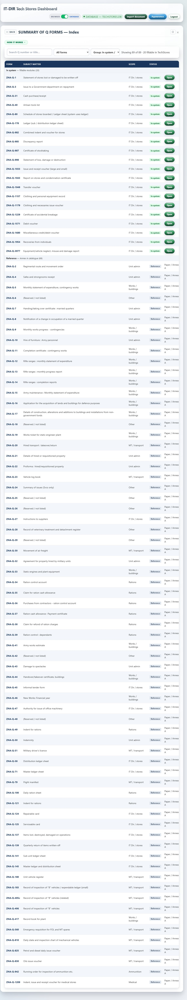 IT-DIR Tech Stores Dashboard
BROWSER DATABASE
DATABASE — TECHSTORES.DB
Import document
Appearance
Logout
← BACK
SUMMARY OF Q FORMS — Index
HOW IT WORKS
Search Q number or title...
All forms
Group: In system /
Showing 89 of 89 · 20 fillable in TechStores
FORM SUBJECT MATTER SCOPE STATUS
In system — fillable modules (20)
ZNA-Q-1 Statement of stores lost or damaged to be written off IT Dir / stores In system Open
ZNA-Q-3 Issue to a Government department on repayment IT Dir / stores In system Open
ZNA-Q-31 Cash purchase/receipt IT Dir / stores In system Open
ZNA-Q-40 Artisan tools list IT Dir / stores In system Open
ZNA-Q-80 Schedule of stores boarded / Ledger sheet (system uses ledger) IT Dir / stores In system Open
ZNA-Q-178 Ledger (sub / distribution ledger sheet) IT Dir / stores In system Open
ZNA-Q-982 Combined indent and voucher for stores IT Dir / stores In system Open
ZNA-Q-985 Discrepancy report IT Dir / stores In system Open
ZNA-Q-987 Certificate of stocktaking IT Dir / stores In system Open
ZNA-Q-998 Statement of loss, damage or destruction IT Dir / stores In system Open
ZNA-Q-1033 Issue and receipt voucher (large and small) IT Dir / stores In system Open
ZNA-Q-1043 Report on stores and condemnation certificate IT Dir / stores In system Open
ZNA-Q-1049 Transfer voucher IT Dir / stores In system Open
ZNA-Q-1157 Clothing and personal equipment record IT Dir / stores In system Open
ZNA-Q-1179 Clothing and necessaries issue voucher IT Dir / stores In system Open
ZNA-Q-1229 Certificate of accidental breakage IT Dir / stores In system Open
ZNA-Q-1571 Debit voucher IT Dir / stores In system Open
ZNA-Q-1680 Miscellaneous credit/debit voucher IT Dir / stores In system Open
ZNA-Q-1954 Recoveries from individuals IT Dir / stores In system Open
ZNA-Q-3977 Equipment/vehicle neglect, misuse and damage report IT Dir / stores In system Open
Reference — Annex A catalogue (69)
ZNA-Q-2 Regimental route and movement order Unit admin Reference Paper / Annex A
ZNA-Q-4 Safes and strongrooms receipt Unit admin Reference Paper / Annex A
ZNA-Q-5 Monthly statement of expenditure, contingency works Works / buildings Reference Paper / Annex A
ZNA-Q-6 (Reserved / not listed) Other Reference Paper / Annex A
ZNA-Q-7 Handing/taking over certificate : married quarters Unit admin Reference Paper / Annex A
ZNA-Q-8 Notification of a change in occupation of a married quarter Unit admin Reference Paper / Annex A
ZNA-Q-9 Monthly works progress - contingencies Works / buildings Reference Paper / Annex A
ZNA-Q-10 Hire of furniture : Army personnel Unit admin Reference Paper / Annex A
ZNA-Q-11 Completion certificate : contingency works Works / buildings Reference Paper / Annex A
ZNA-Q-12 Rifle ranges : monthly statement of expenditure Works / buildings Reference Paper / Annex A
ZNA-Q-13 Rifle ranges : monthly progress report Works / buildings Reference Paper / Annex A
ZNA-Q-14 Rifle ranges : completion reports Works / buildings Reference Paper / Annex A
ZNA-Q-15 Army maintenance : Monthly statement of expenditure Works / buildings Reference Paper / Annex A
ZNA-Q-16 Application for the acquisition of lands and buildings for defence purposes Works / buildings Reference Paper / Annex A
ZNA-Q-17 Details of construction, alterations and additions to buildings and installations from non-government funds Works / buildings Reference Paper / Annex A
ZNA-Q-18 (Reserved / not listed) Other Reference Paper / Annex A
ZNA-Q-19 Works ticket for static engineer plant Works / buildings Reference Paper / Annex A
ZNA-Q-20 Hired transport : takeover/return MT / transport Reference Paper / Annex A
ZNA-Q-21 Details of hired or requisitioned property Unit admin Reference Paper / Annex A
ZNA-Q-22 Proforma : hired/requisitioned property Unit admin Reference Paper / Annex A
ZNA-Q-23 Vehicle log book MT / transport Reference Paper / Annex A
ZNA-Q-24 Summary of issues (Svcs only) Other Reference Paper / Annex A
ZNA-Q-25 (Reserved / not listed) Other Reference Paper / Annex A
ZNA-Q-26 (Reserved / not listed) Other Reference Paper / Annex A
ZNA-Q-27 Instructions to suppliers IT Dir / stores Reference Paper / Annex A
ZNA-Q-28 Record of veterinary treatment and detachment register Other Reference Paper / Annex A
ZNA-Q-29 (Reserved / not listed) Other Reference Paper / Annex A
ZNA-Q-30 Movement of air freight MT / transport Reference Paper / Annex A
ZNA-Q-32 Agreement for property hired by military units Unit admin Reference Paper / Annex A
ZNA-Q-33 Static engines and plant equipment Works / buildings Reference Paper / Annex A
ZNA-Q-34 Ration control account Rations Reference Paper / Annex A
ZNA-Q-35 Claim for ration cash allowance Rations Reference Paper / Annex A
ZNA-Q-36 Purchases from contractors - ration control account Rations Reference Paper / Annex A
ZNA-Q-37 Ration cash allowance : Payment certificate Rations Reference Paper / Annex A
ZNA-Q-38 Claim for refund of ration charges Rations Reference Paper / Annex A
ZNA-Q-39 Ration control : dependants Rations Reference Paper / Annex A
ZNA-Q-41 Army works estimate Works / buildings Reference Paper / Annex A
ZNA-Q-42 (Reserved / not listed) Other Reference Paper / Annex A
ZNA-Q-43 Damage to spectacles Unit admin Reference Paper / Annex A
ZNA-Q-44 Handover/takeover certificate, buildings Works / buildings Reference Paper / Annex A
ZNA-Q-45 Informal tender form IT Dir / stores Reference Paper / Annex A
ZNA-Q-46 New Works: Financial year Works / buildings Reference Paper / Annex A
ZNA-Q-47 Authority for issue of office machinery IT Dir / stores Reference Paper / Annex A
ZNA-Q-48 (Reserved / not listed) Other Reference Paper / Annex A
ZNA-Q-49 Indent for rations Rations Reference Paper / Annex A
ZNA-Q-50 Indemnity Unit admin Reference Paper / Annex A
ZNA-Q-51 Military driver's licence MT / transport Reference Paper / Annex A
ZNA-Q-58 Distribution ledger sheet IT Dir / stores Reference Paper / Annex A
ZNA-Q-71 Master ledger sheet IT Dir / stores Reference Paper / Annex A
ZNA-Q-79 Flight manifest MT / transport Reference Paper / Annex A
ZNA-Q-100 Daily ration sheet Rations Reference Paper / Annex A
ZNA-Q-121 Indent for rations Rations Reference Paper / Annex A
ZNA-Q-124 Repairable card IT Dir / stores Reference Paper / Annex A
ZNA-Q-125 Serviceable card IT Dir / stores Reference Paper / Annex A
ZNA-Q-137 Items lost, destroyed, damaged on operations IT Dir / stores Reference Paper / Annex A
ZNA-Q-139 Quarterly return of items written-off IT Dir / stores Reference Paper / Annex A
ZNA-Q-141 Sub-unit ledger sheet IT Dir / stores Reference Paper / Annex A
ZNA-Q-145 Master ledger and distribution sheet IT Dir / stores Reference Paper / Annex A
ZNA-Q-180 Unit vehicle register MT / transport Reference Paper / Annex A
ZNA-Q-183 Record of inspection of "B" vehicles / expendable ledger (small) MT / transport Reference Paper / Annex A
ZNA-Q-405c Record of inspection of "B" vehicles (related) MT / transport Reference Paper / Annex A
ZNA-Q-406 Record of inspection of "B" vehicles MT / transport Reference Paper / Annex A
ZNA-Q-417 Record book for plant Works / buildings Reference Paper / Annex A
ZNA-Q-560 Emergency requisition for FOL and MT spares MT / transport Reference Paper / Annex A
ZNA-Q-810 Daily state and inspection chart of mechanical vehicles MT / transport Reference Paper / Annex A
ZNA-Q-825 Petrol and diesel daily issue voucher MT / transport Reference Paper / Annex A
ZNA-Q-830 Oils issue voucher MT / transport Reference Paper / Annex A
ZNA-Q-942 Running order for inspection of ammunition etc. Ammunition Reference Paper / Annex A
ZNA-Q-1209 Indent, issue and receipt voucher for medical stores Medical Reference Paper / Annex A